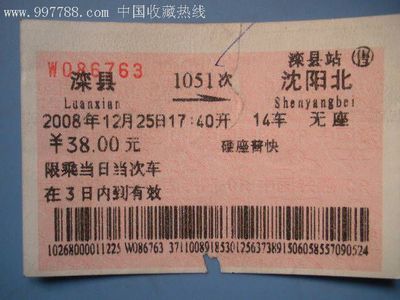 www.997788.com 中国收藏热线
W086763 滦县站 售
滦县 1051次 沈阳北
Luanxian Shenyangbei
2008年12月25日17:40开 14车 无座
¥38.00元 硬座普快
限乘当日当次车
在3日内到有效
10268000011225 W086763 3711008918530125637389150605855709052​4